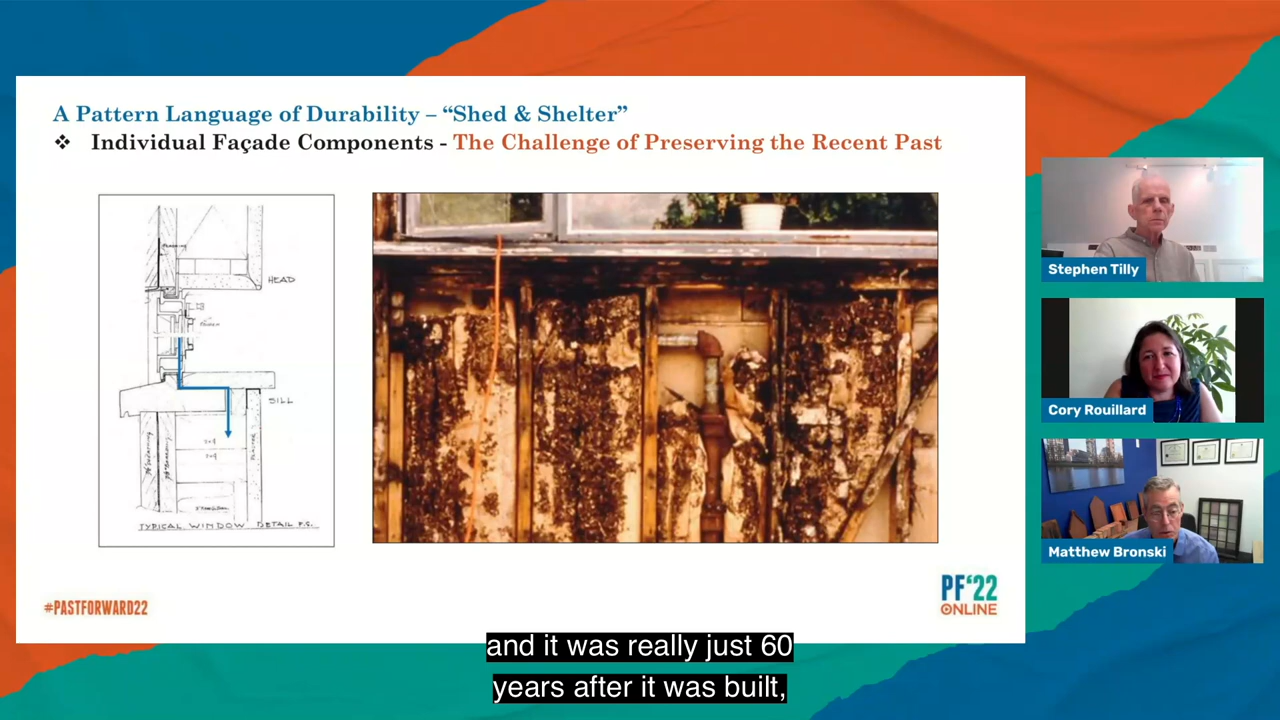 A Pattern Language of Durability – “Shed & Shelter”
❖ Individual Façade Components - The Challenge of Preserving the Recent Past
HEAD
SILL
TYPICAL WINDOW DETAIL
Stephen Tilly
Cory Rouillard
Matthew Bronski
#PASTFORWARD22
PF‘22
ONLINE
and it was really just 60
years after it was built,